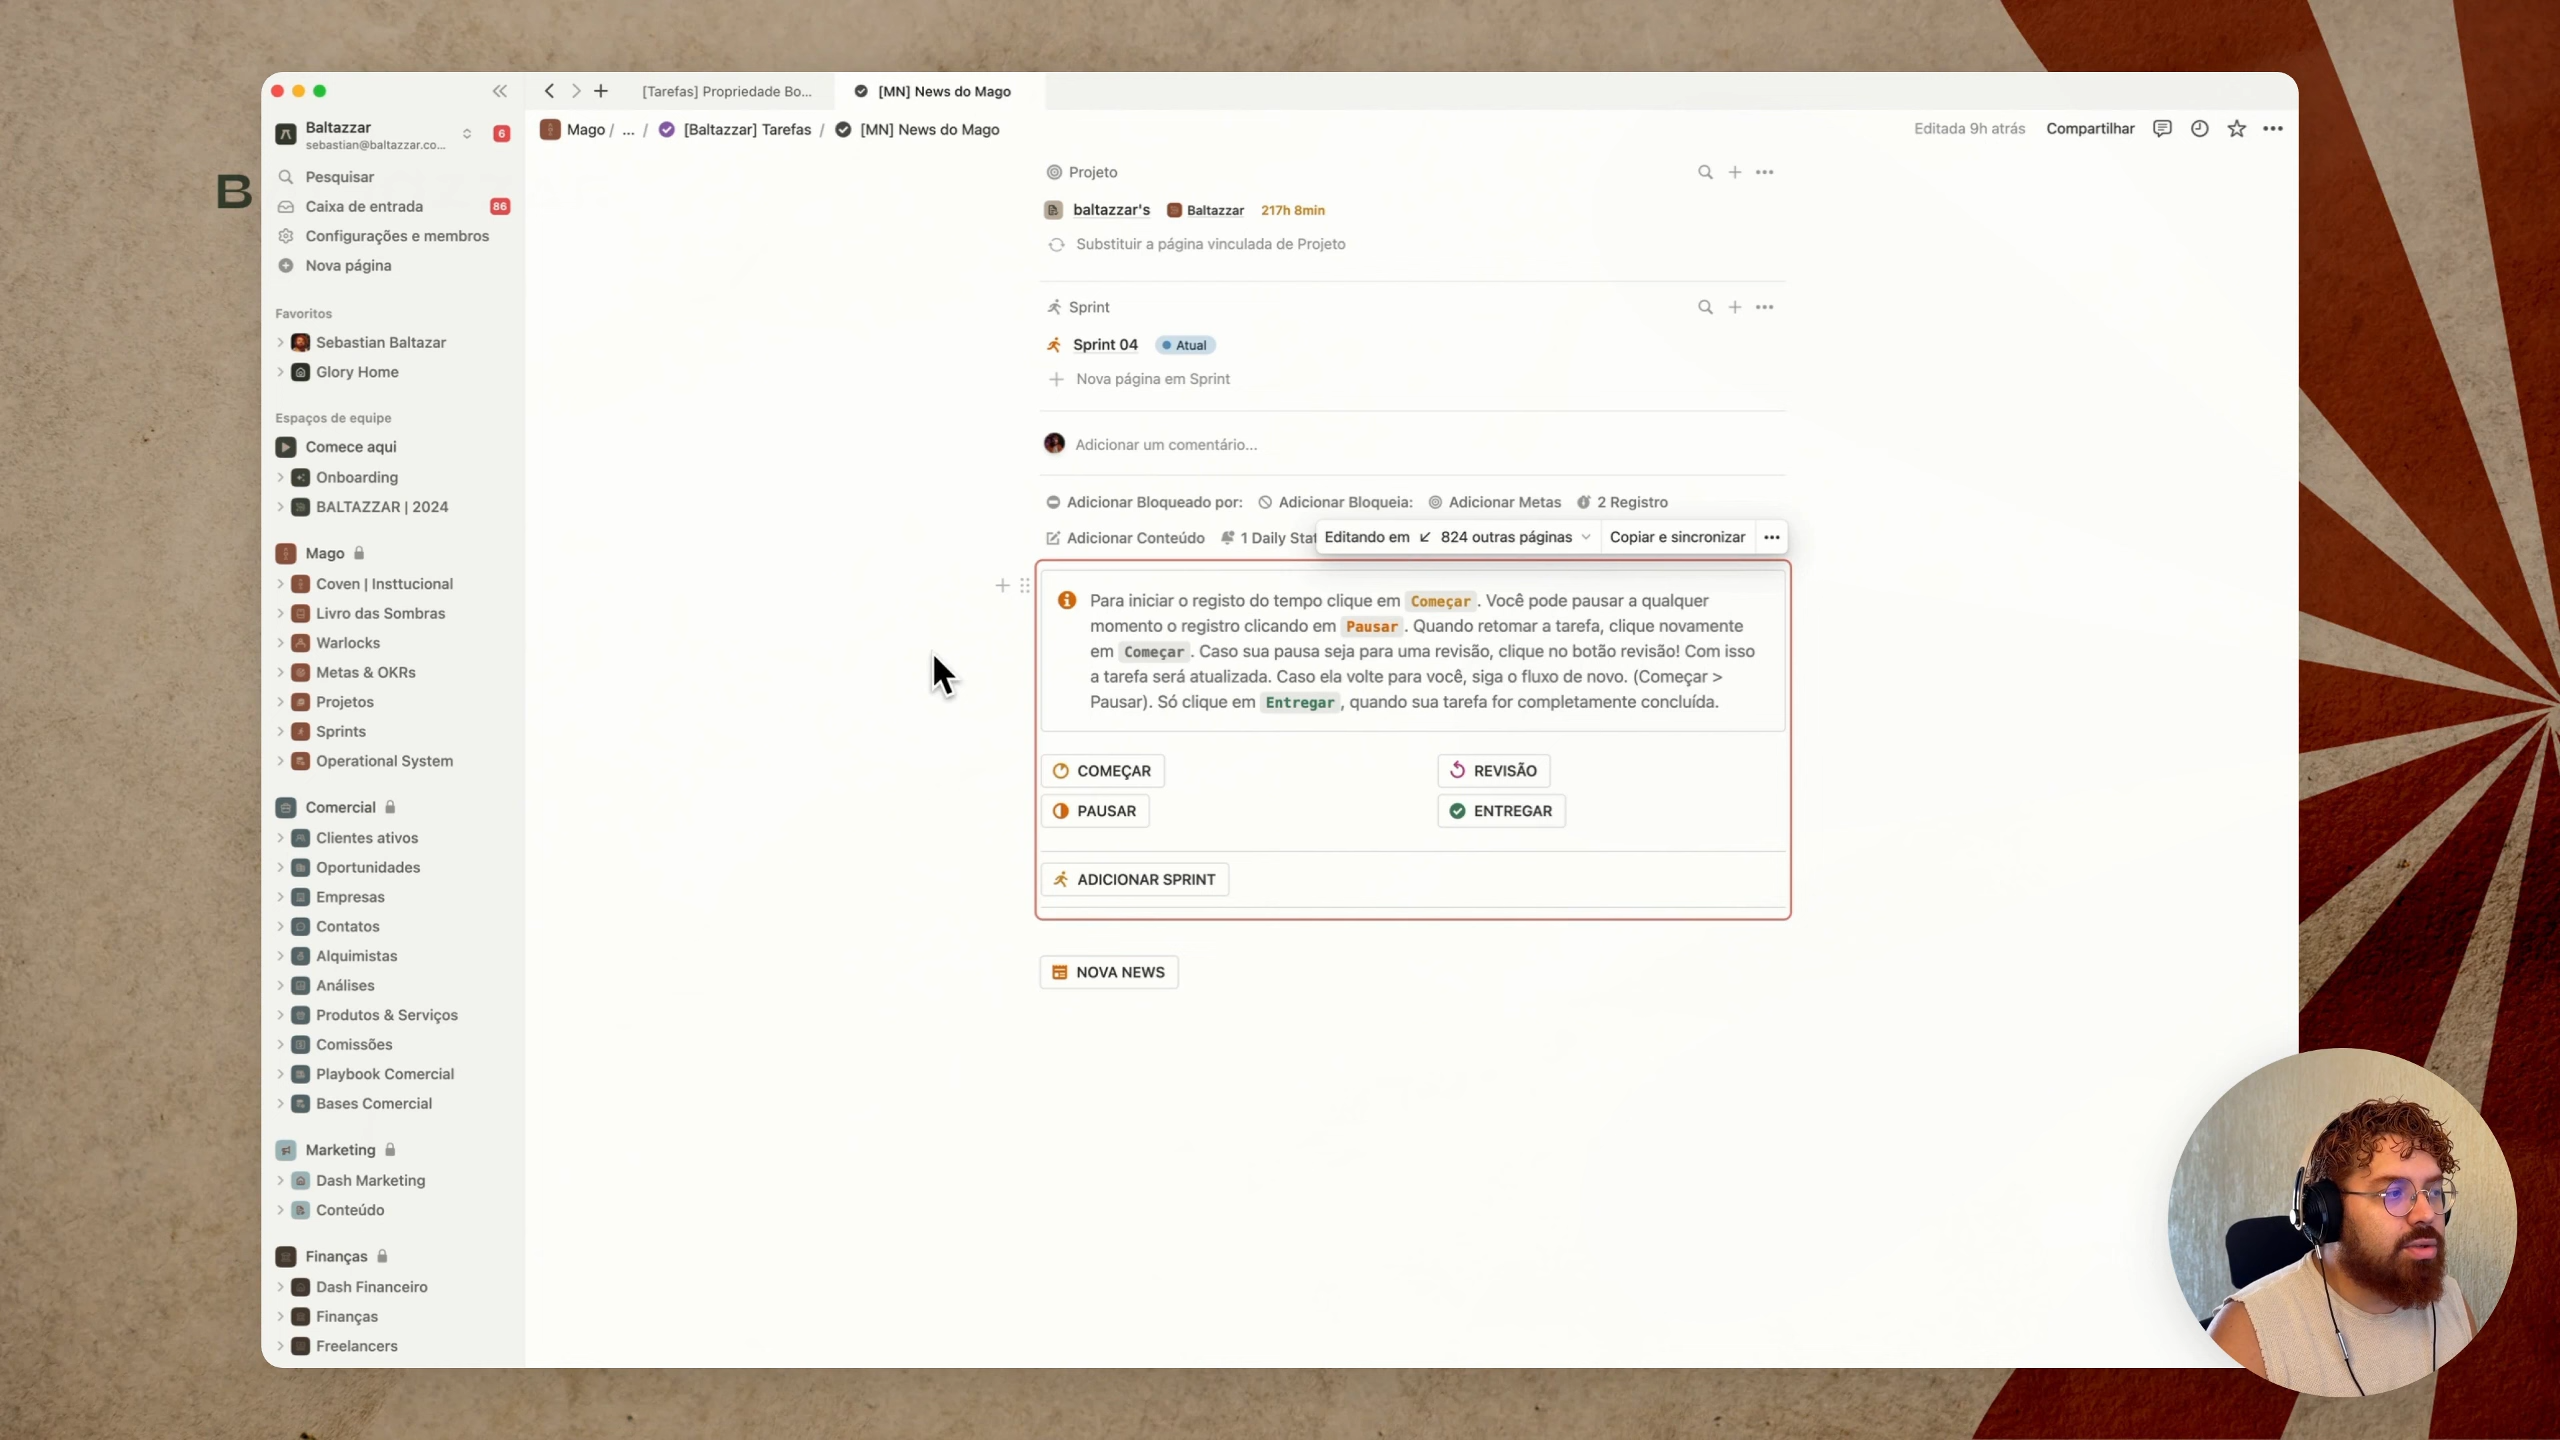 B
[Tarefas] Propriedade Bo...
[MN] News do Mago
Baltazzar
sebastian@baltazzar.co...
6
Mago / ... / [Baltazzar] Tarefas / [MN] News do Mago
Editada 9h atrás
Compartilhar
Pesquisar
Caixa de entrada
86
Configurações e membros
Nova página
Favoritos
Sebastian Baltazar
Glory Home
Espaços de equipe
Comece aqui
Onboarding
BALTAZZAR | 2024
Mago
Coven | Insttucional
Livro das Sombras
Warlocks
Metas & OKRs
Projetos
Sprints
Operational System
Comercial
Clientes ativos
Oportunidades
Empresas
Contatos
Alquimistas
Análises
Produtos & Serviços
Comissões
Playbook Comercial
Bases Comercial
Marketing
Dash Marketing
Conteúdo
Finanças
Dash Financeiro
Finanças
Freelancers
Projeto
baltazzar's Baltazzar 217h 8min
Substituir a página vinculada de Projeto
Sprint
Sprint 04 Atual
Nova página em Sprint
Adicionar um comentário...
Adicionar Bloqueado por: Adicionar Bloqueia: Adicionar Metas 2 Registro
Adicionar Conteúdo 1 Daily Sta
Editando em 824 outras páginas Copiar e sincronizar
Para iniciar o registo do tempo clique em Começar. Você pode pausar a qualquer
momento o registro clicando em Pausar. Quando retomar a tarefa, clique novamente
em Começar. Caso sua pausa seja para uma revisão, clique no botão revisão! Com isso
a tarefa será atualizada. Caso ela volte para você, siga o fluxo de novo. (Começar >
Pausar). Só clique em Entregar, quando sua tarefa for completamente concluída.
COMEÇAR
REVISÃO
PAUSAR
ENTREGAR
ADICIONAR SPRINT
NOVA NEWS